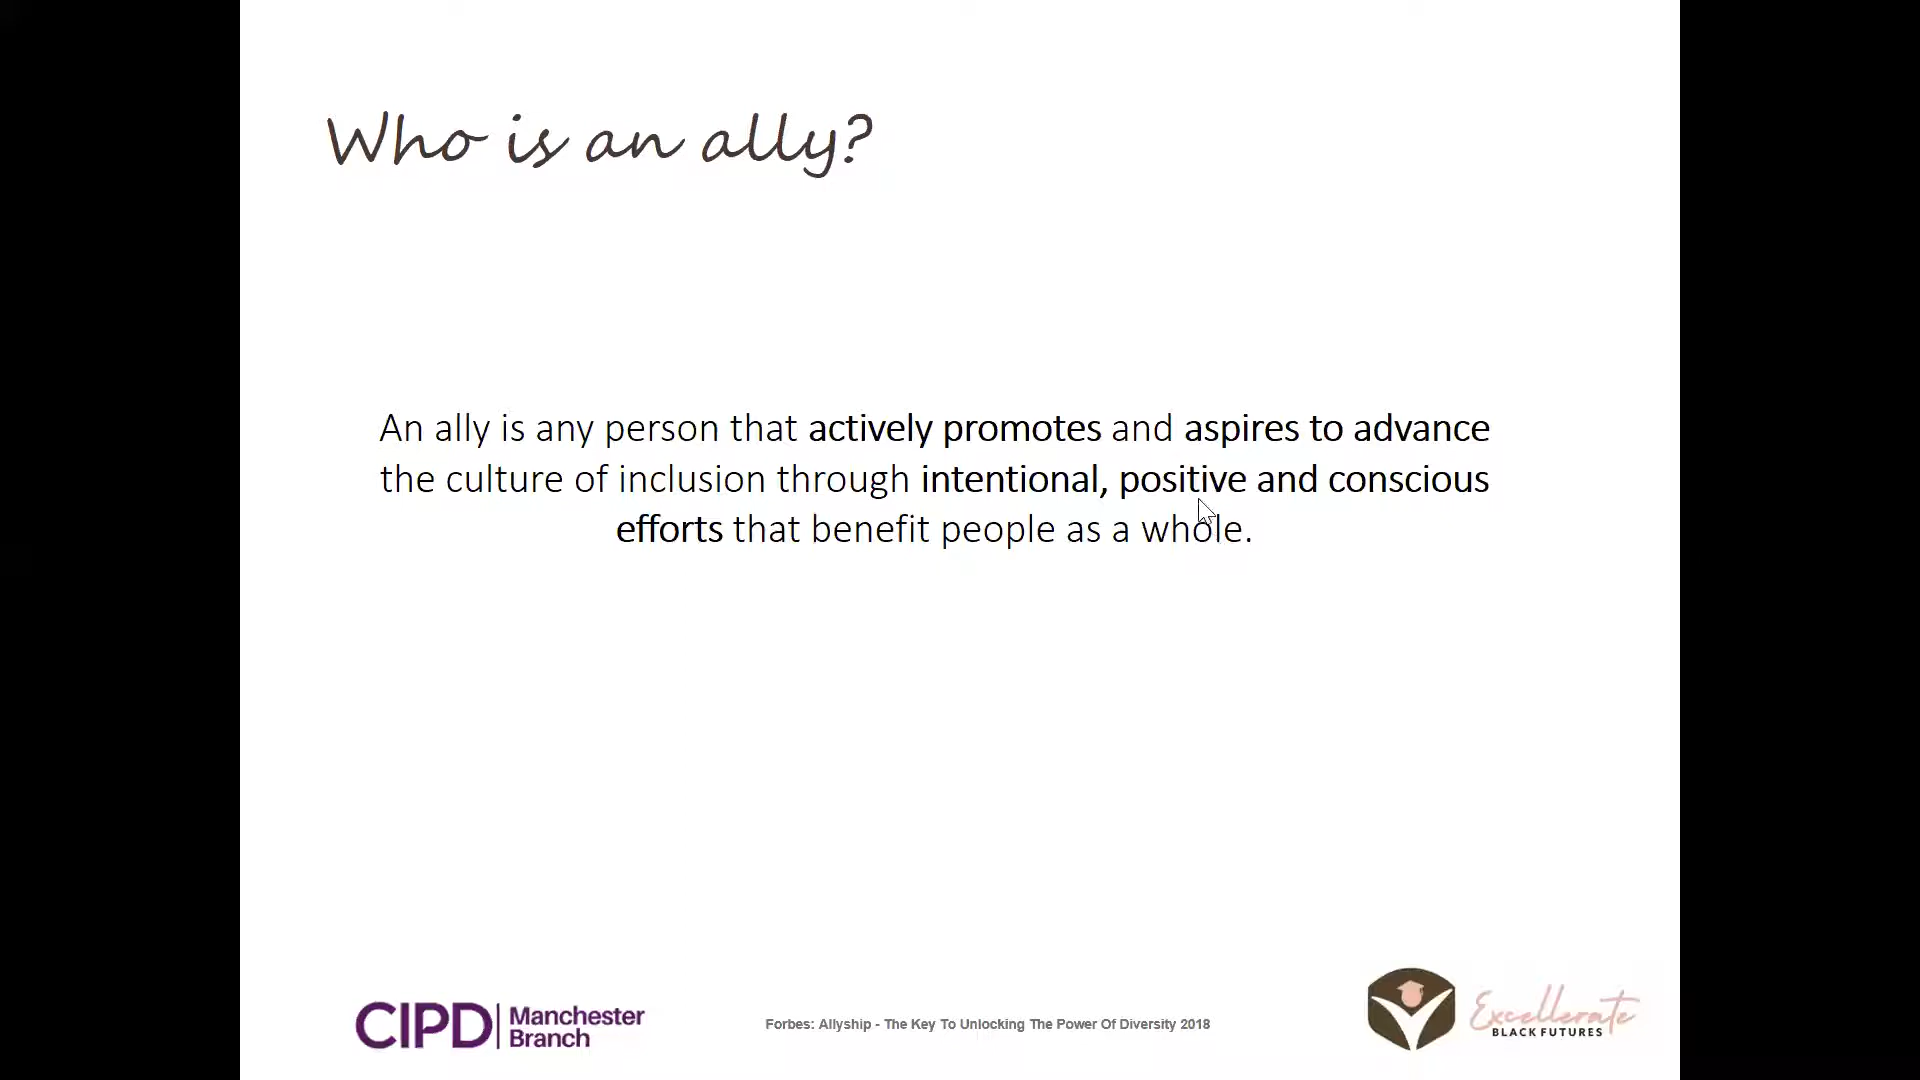 Who is an ally?
An ally is any person that actively promotes and aspires to advance
the culture of inclusion through intentional, positive and conscious
efforts that benefit people as a whole.
CIPD Manchester
Branch
Forbes: Allyship - The Key To Unlocking The Power Of Diversity 2018
Excellerate
BLACK FUTURES